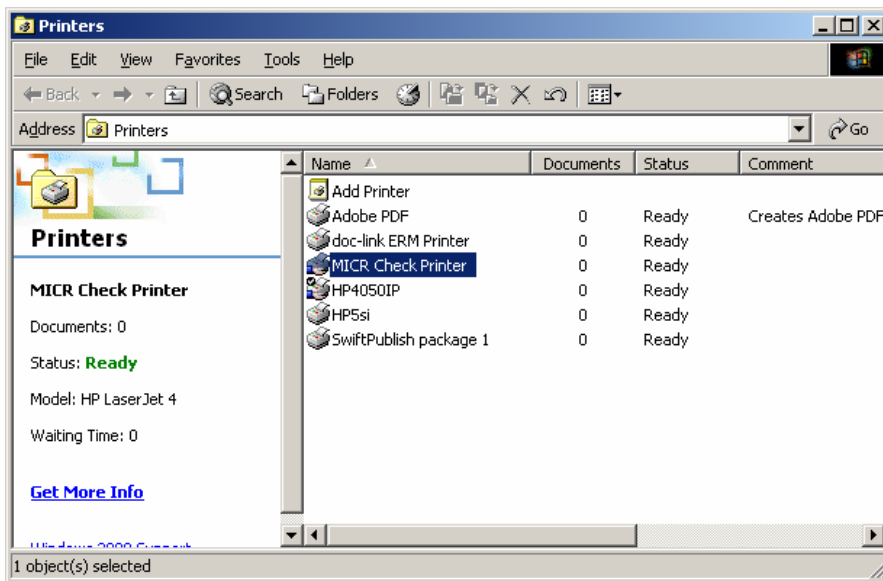 Printers
File Edit View Favorites Tools Help
Back Search Folders
Address Printers Go
Printers
MICR Check Printer
Documents: 0
Status: Ready
Model: HP LaserJet 4
Waiting Time: 0
Get More Info
Name Documents Status Comment
Add Printer
Adobe PDF 0 Ready Creates Adobe PDF
doc-link ERM Printer 0 Ready
MICR Check Printer 0 Ready
HP4050IP 0 Ready
HP5si 0 Ready
SwiftPublish package 1 0 Ready
1 object(s) selected